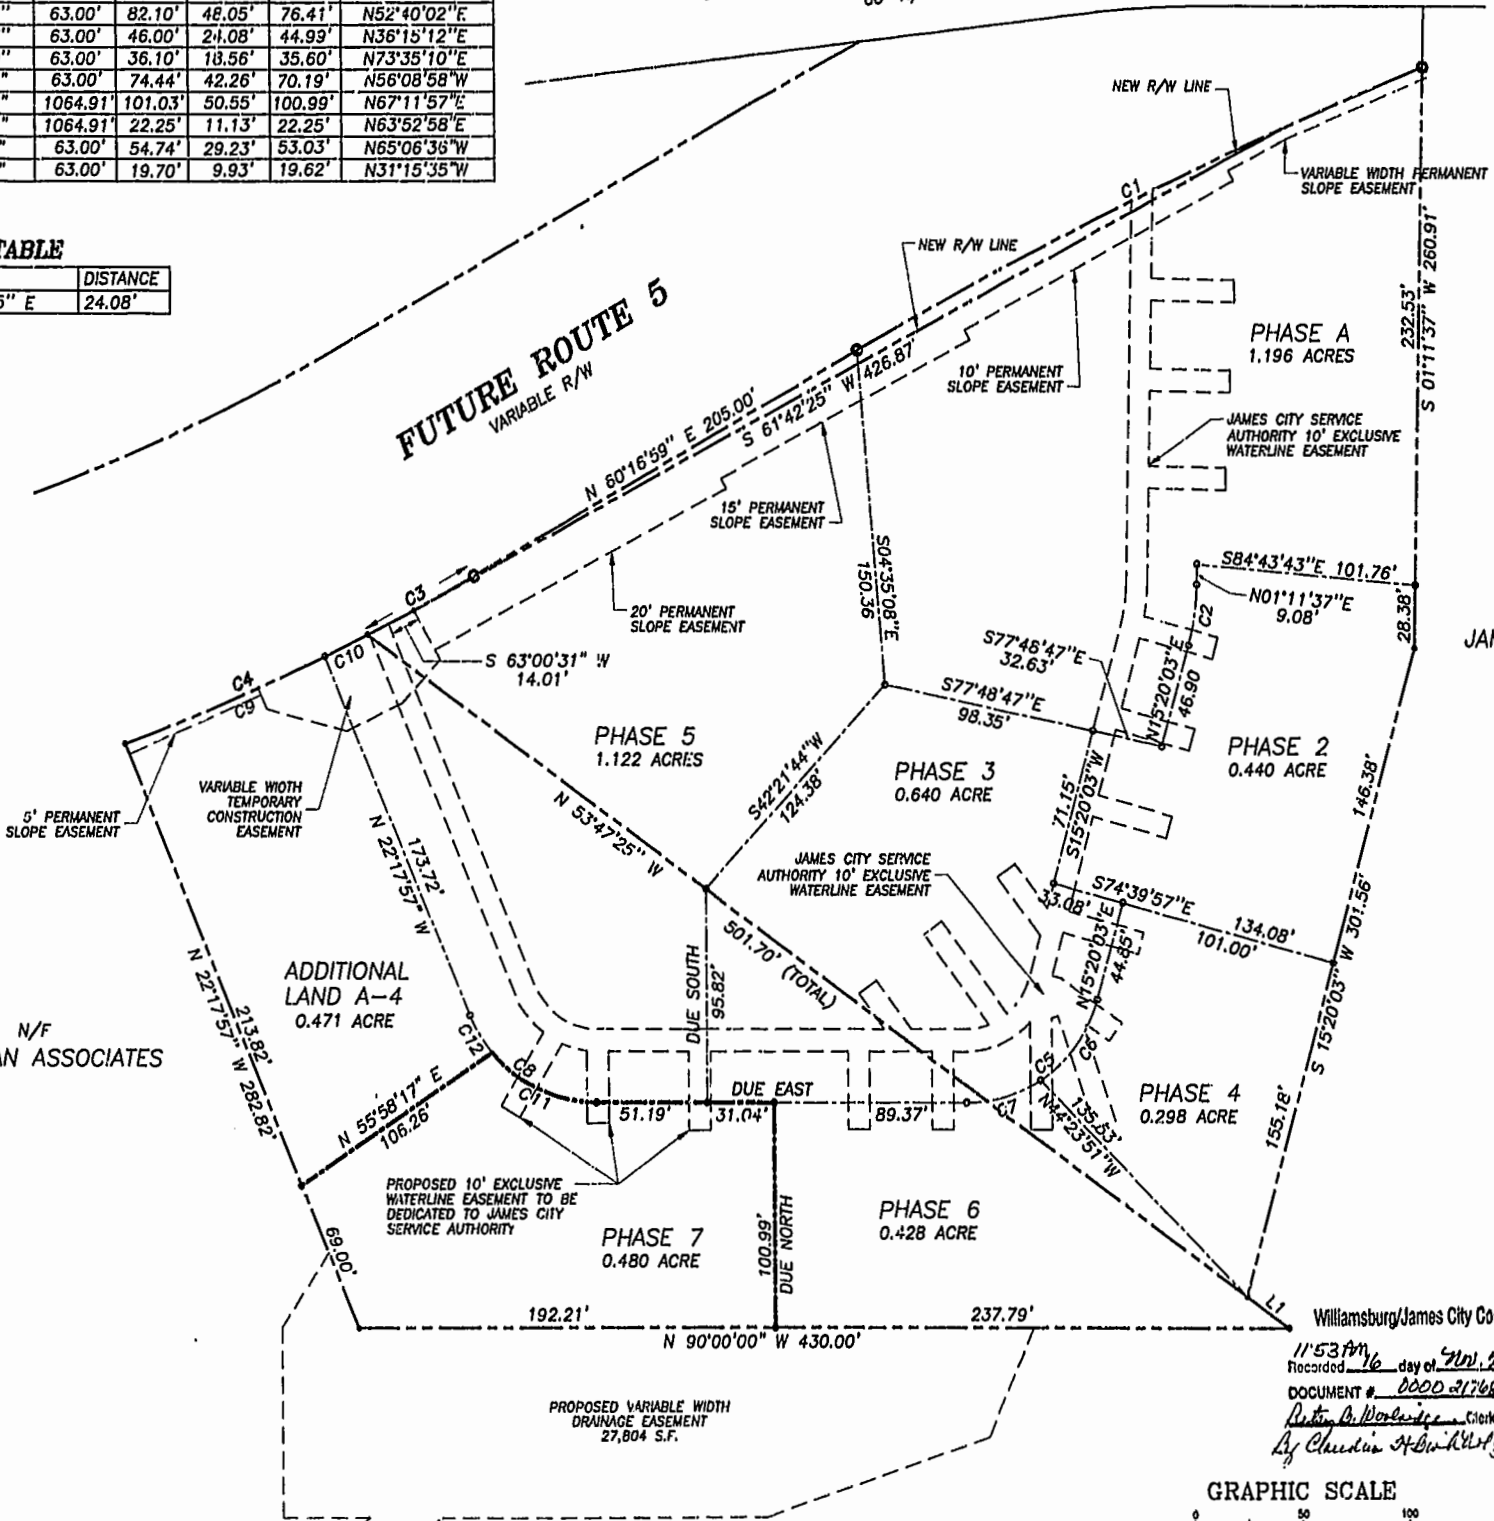 " 63.00' 82.10' 48.05' 76.41' N52°40'02"E
" 63.00' 46.00' 24.08' 44.99' N36°15'12"E
" 63.00' 36.10' 18.56' 35.60' N73°35'10"E
" 63.00' 74.44' 42.26' 70.19' N56°08'58"W
" 1064.91' 101.03' 50.55' 100.99' N67°11'57"E
" 1064.91' 22.25' 11.13' 22.25' N63°52'58"E
" 63.00' 54.74' 29.23' 53.03' N65°06'36"W
" 63.00' 19.70' 9.93' 19.62' N31°15'35"W
TABLE
DISTANCE
" E 24.08'
NEW R/W LINE
C1
VARIABLE WIDTH PERMANENT
SLOPE EASEMENT
NEW R/W LINE
FUTURE ROUTE 5
VARIABLE R/W
232.53'
S 01°11'37" W 260.91'
PHASE A
1.196 ACRES
10' PERMANENT
SLOPE EASEMENT
N 60°16'59" E 205.00'
S 61°42'25" W 426.87'
JAMES CITY SERVICE
AUTHORITY 10' EXCLUSIVE
WATERLINE EASEMENT
15' PERMANENT
SLOPE EASEMENT
S04°35'08"E
150.36
S84°43'43"E 101.76'
N01°11'37"E
9.08'
C2
28.38'
C3
20' PERMANENT
SLOPE EASEMENT
S 63°00'31" W
14.01'
C10
C4
C9
S77°48'47"E
32.63'
N15°20'03"E
46.90
S77°48'47"E
98.35'
PHASE 5
1.122 ACRES
PHASE 3
0.640 ACRE
PHASE 2
0.440 ACRE
VARIABLE WIDTH
TEMPORARY
CONSTRUCTION
EASEMENT
5' PERMANENT
SLOPE EASEMENT
S42°21'44"W
124.38'
71.15'
S15°20'03"W
146.38'
N 53°47'25" W
173.72'
N 22°17'57" W
JAMES CITY SERVICE
AUTHORITY 10' EXCLUSIVE
WATERLINE EASEMENT
S74°39'57"E
33.08'
134.08'
101.00'
N15°20'03"E
44.85'
S 15°20'03" W 301.56'
501.70' (TOTAL)
DUE SOUTH
95.82'
ADDITIONAL
LAND A-4
0.471 ACRE
N/F
AN ASSOCIATES
213.82'
N 22°17'57" W 282.82'
C12
C8
C11
C5
C6
C7
N 55°58'17" E
106.26'
DUE EAST
51.19'
31.04'
89.37'
135.53'
N44°23'51"W
PHASE 4
0.298 ACRE
155.18'
PROPOSED 10' EXCLUSIVE
WATERLINE EASEMENT TO BE
DEDICATED TO JAMES CITY
SERVICE AUTHORITY
PHASE 7
0.480 ACRE
100.99'
DUE NORTH
PHASE 6
0.428 ACRE
69.00'
192.21'
237.79'
N 90°00'00" W 430.00'
L1
PROPOSED VARIABLE WIDTH
DRAINAGE EASEMENT
27,804 S.F.
Williamsburg/James City Co
11:53 AM
Recorded 16 day of Nov.
DOCUMENT #
Clerk
By
GRAPHIC SCALE
0 50 100